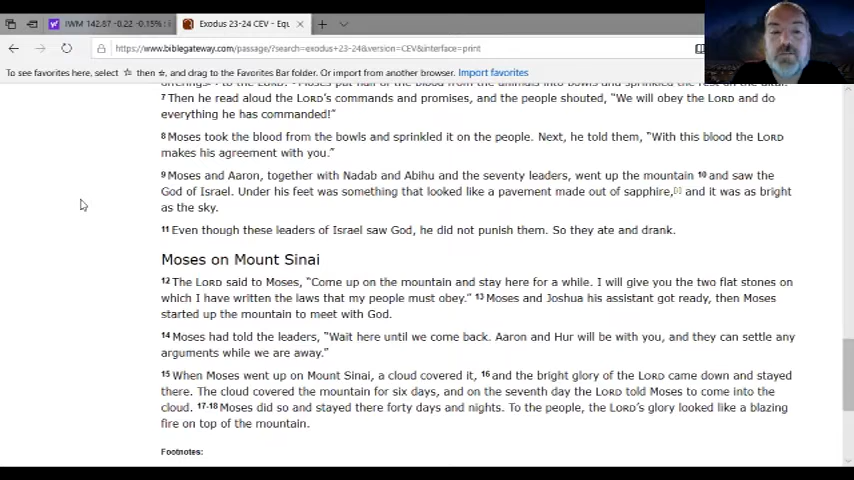 IWM 142.87 -0.22 -0.15% : i
Exodus 23-24 CEV - Equ
https://www.biblegateway.com/passage/?search=exodus+23-24&version=CEV&interface=print
To see favorites here, select ☆ then ☆, and drag to the Favorites Bar folder. Or import from another browser. Import favorites
7 Then he read aloud the LORD's commands and promises, and the people shouted, "We will obey the LORD and do
everything he has commanded!"
8 Moses took the blood from the bowls and sprinkled it on the people. Next, he told them, "With this blood the LORD
makes his agreement with you."
9 Moses and Aaron, together with Nadab and Abihu and the seventy leaders, went up the mountain 10 and saw the
God of Israel. Under his feet was something that looked like a pavement made out of sapphire, and it was as bright
as the sky.
11 Even though these leaders of Israel saw God, he did not punish them. So they ate and drank.
Moses on Mount Sinai
12 The LORD said to Moses, "Come up on the mountain and stay here for a while. I will give you the two flat stones on
which I have written the laws that my people must obey." 13 Moses and Joshua his assistant got ready, then Moses
started up the mountain to meet with God.
14 Moses had told the leaders, "Wait here until we come back. Aaron and Hur will be with you, and they can settle any
arguments while we are away."
15 When Moses went up on Mount Sinai, a cloud covered it, 16 and the bright glory of the LORD came down and stayed
there. The cloud covered the mountain for six days, and on the seventh day the LORD told Moses to come into the
cloud. 17-18 Moses did so and stayed there forty days and nights. To the people, the LORD's glory looked like a blazing
fire on top of the mountain.
Footnotes: